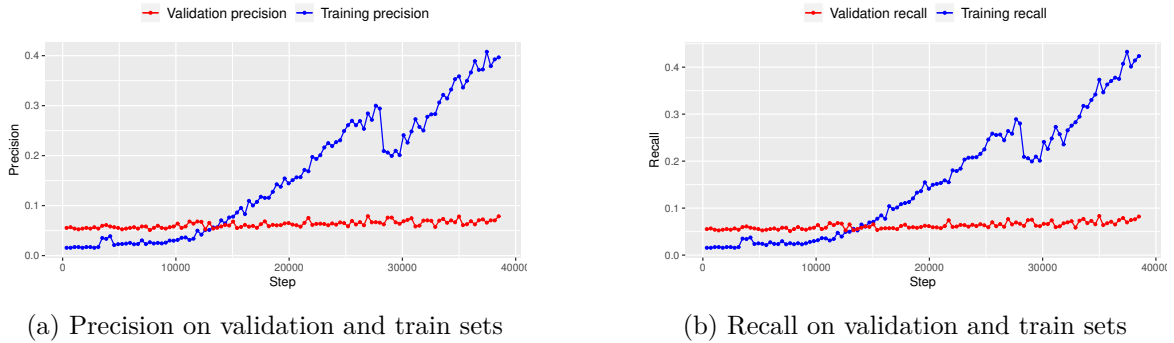 Validation precision Training precision
0.4
0.3
0.2
0.1
0.0
Precision
0 10000 20000 30000 40000
Step
(a) Precision on validation and train sets
Validation recall Training recall
0.4
0.3
0.2
0.1
0.0
Recall
0 10000 20000 30000 40000
Step
(b) Recall on validation and train sets